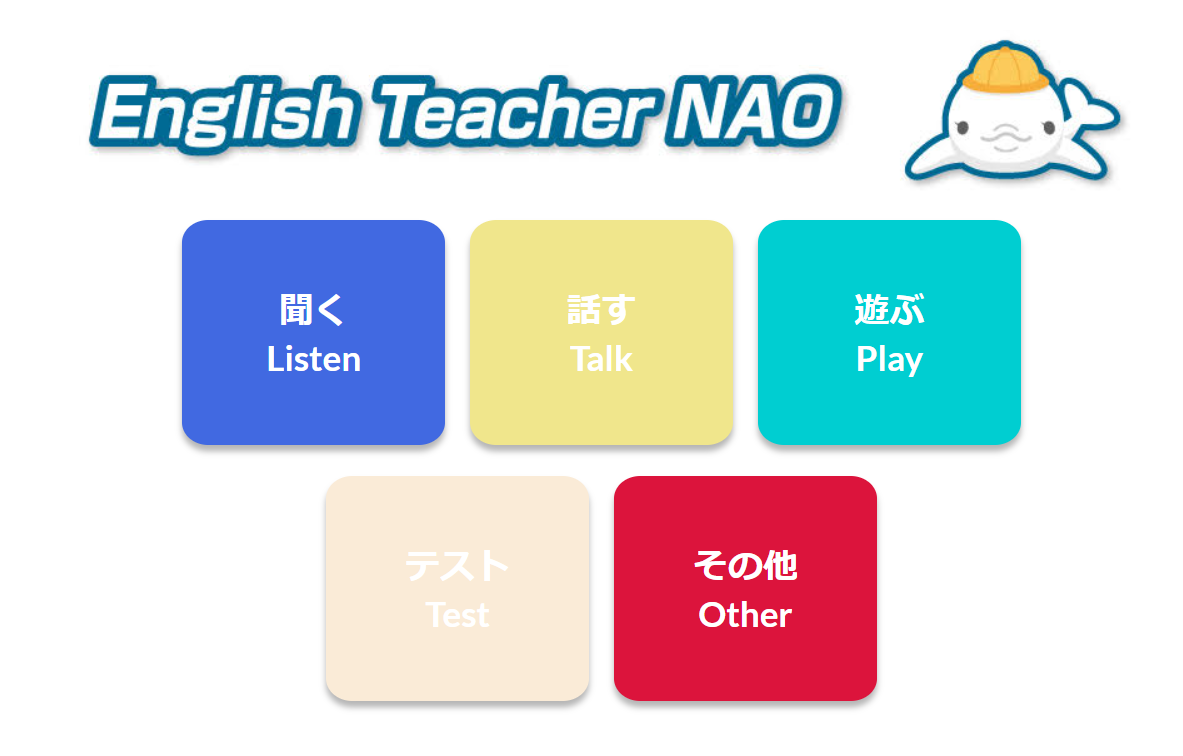 English Teacher NAO
聞く
Listen
話す
Talk
遊ぶ
Play
テスト
Test
その他
Other